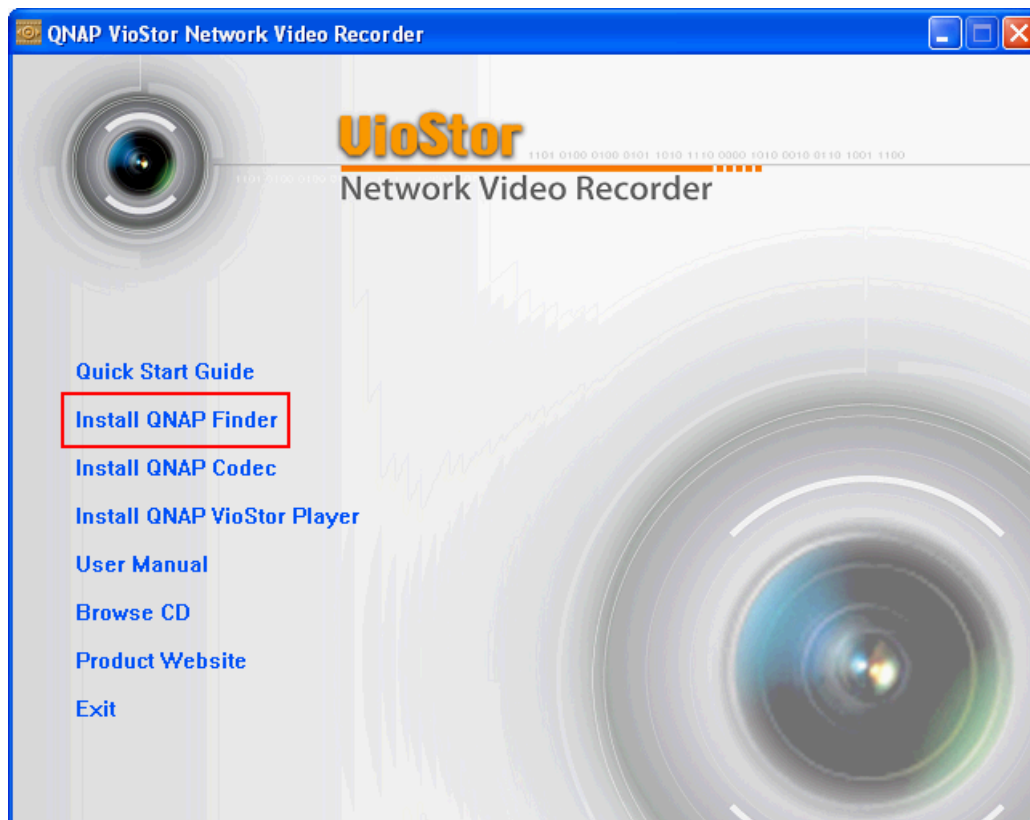 QNAP VioStor Network Video Recorder
VioStor
1101 0100 0100 0101 1010 1110 0000 1010 0010 0110 1001 1100
Network Video Recorder
Quick Start Guide
Install QNAP Finder
Install QNAP Codec
Install QNAP VioStor Player
User Manual
Browse CD
Product Website
Exit